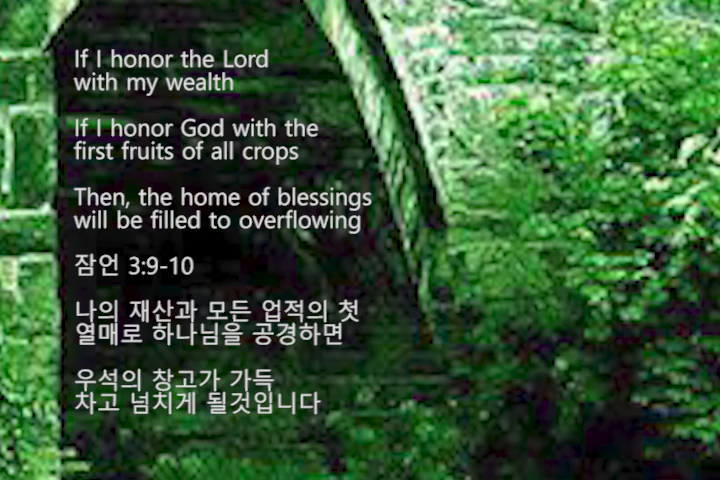 If I honor the Lord
with my wealth
If I honor God with the
first fruits of all crops
Then, the home of blessings
will be filled to overflowing
잠언 3:9-10
나의 재산과 모든 업적의 첫
열매로 하나님을 공경하면
우석의 창고가 가득
차고 넘치게 될것입니다